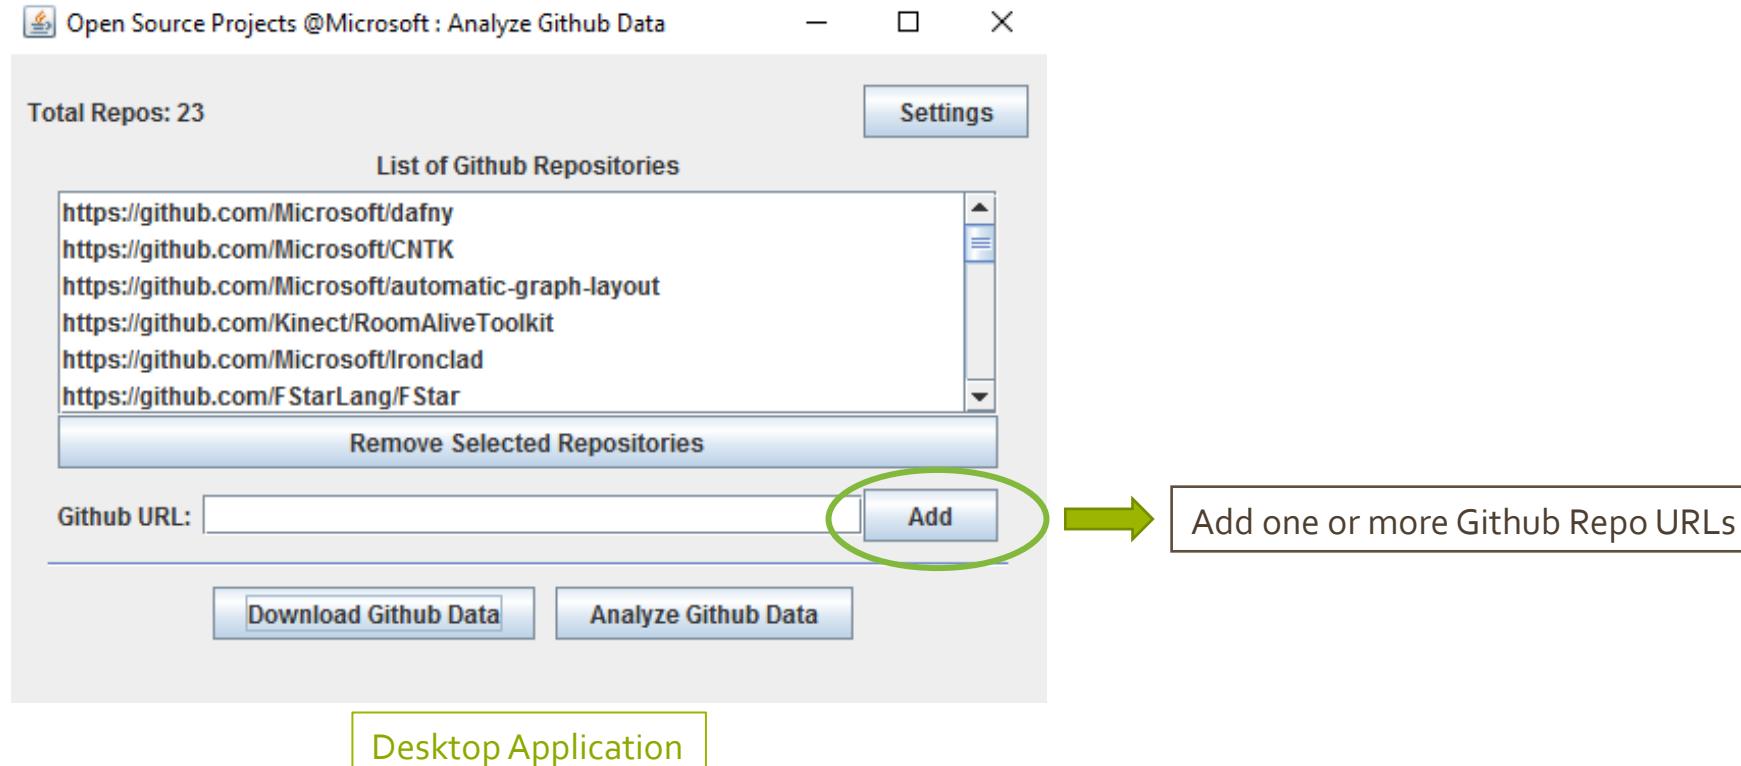 Open Source Projects @Microsoft : Analyze Github Data
Total Repos: 23
Settings
List of Github Repositories
https://github.com/Microsoft/dafny
https://github.com/Microsoft/CNTK
https://github.com/Microsoft/automatic-graph-layout
https://github.com/Kinect/RoomAliveToolkit
https://github.com/Microsoft/Ironclad
https://github.com/FStarLang/FStar
Remove Selected Repositories
Github URL:
Add
Add one or more Github Repo URLs
Download Github Data
Analyze Github Data
Desktop Application